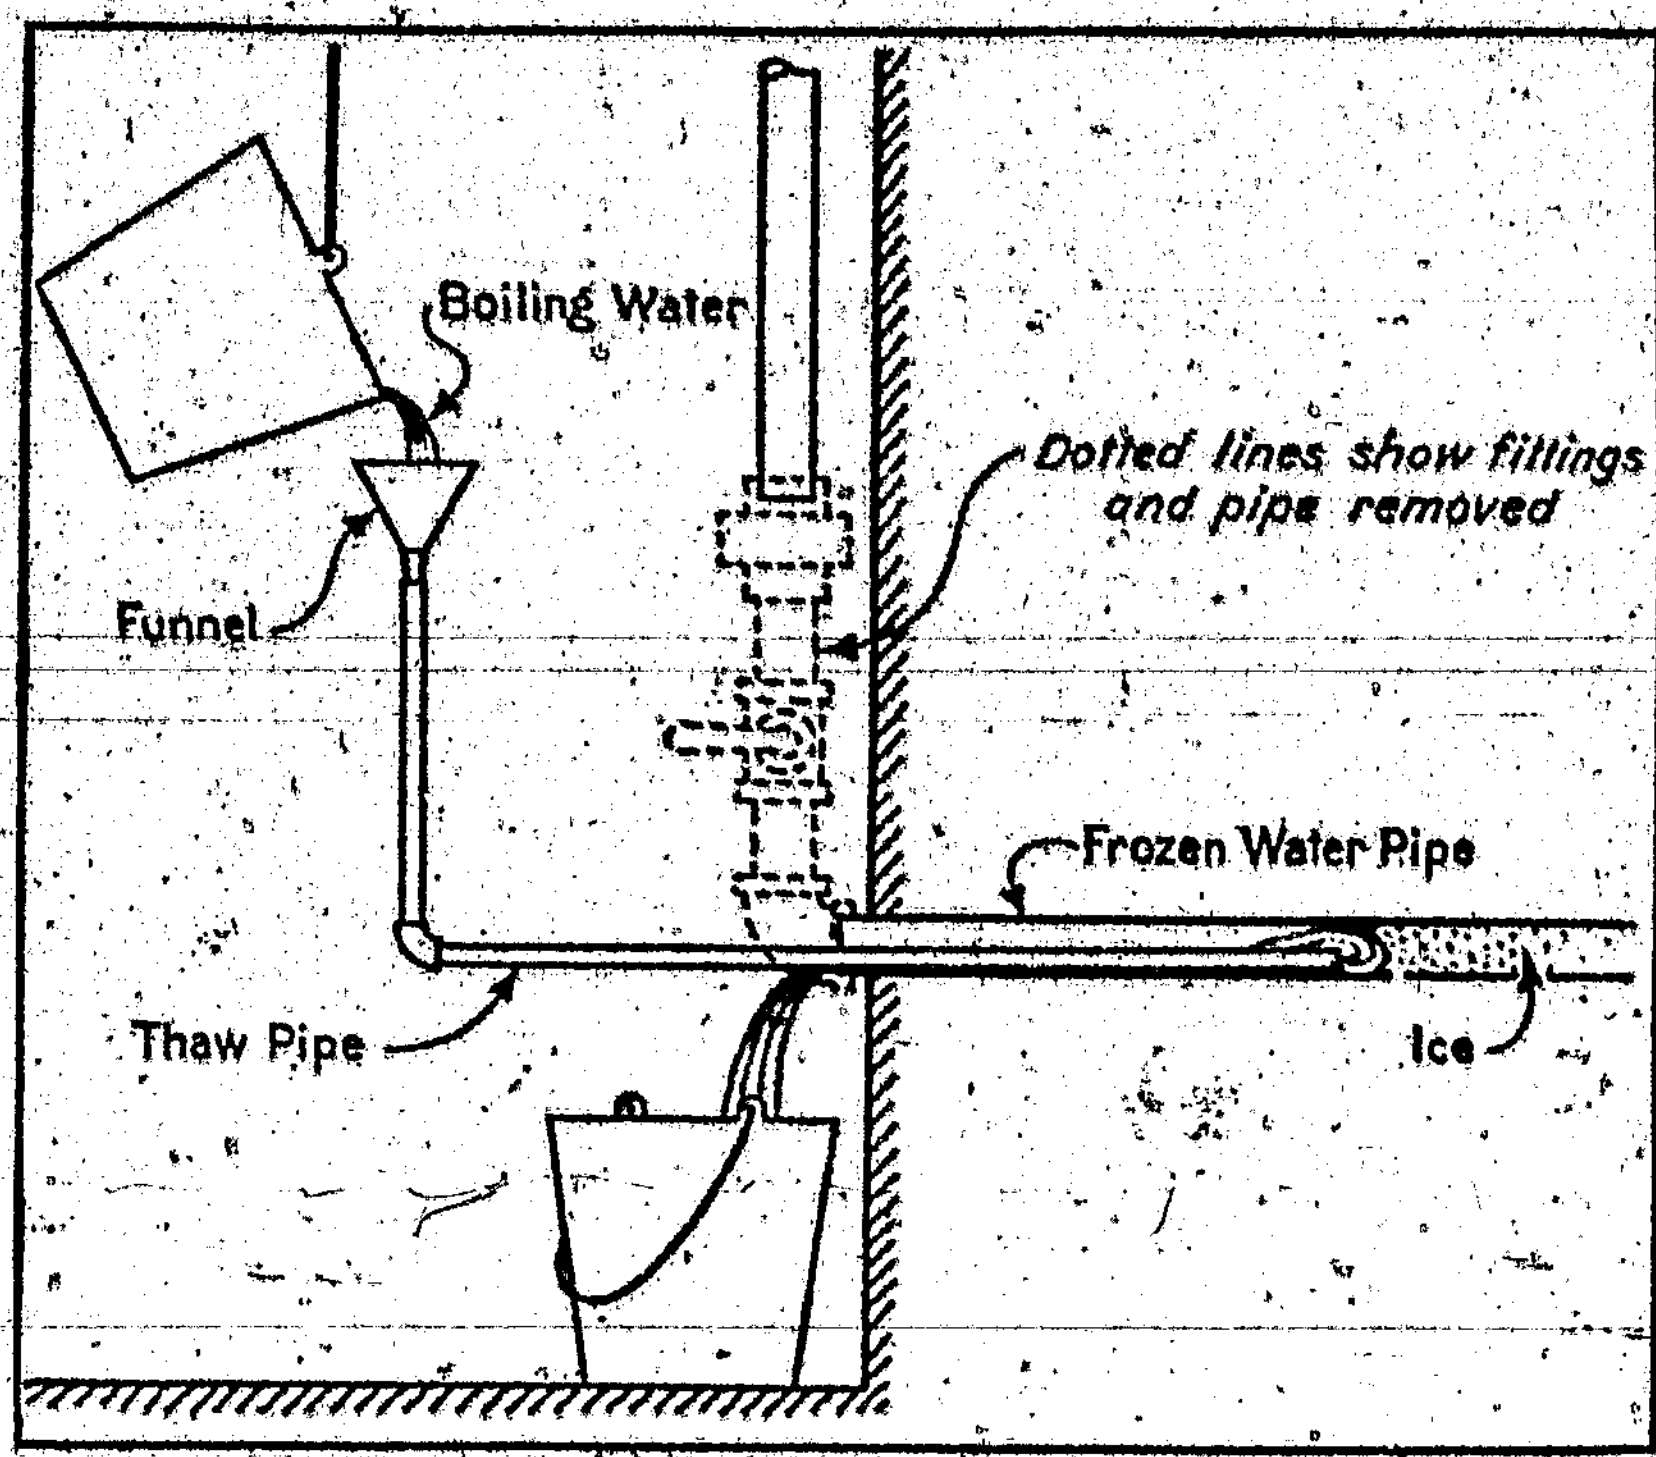 Boiling Water
Dotted lines show fittings
and pipe removed
Funnel
Frozen Water Pipe
Thaw Pipe
Ice